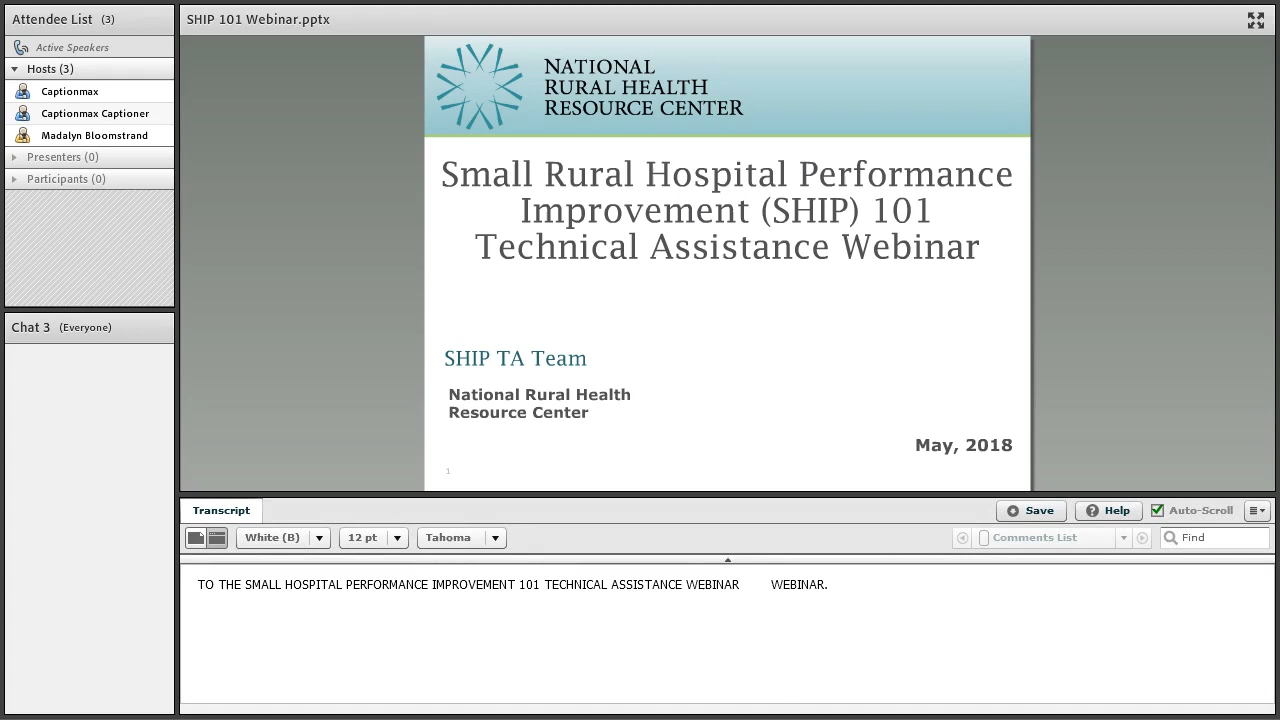 Attendee List (3)
Active Speakers
Hosts (3)
Captionmax
Captionmax Captioner
Madalyn Bloomstrand
Presenters (0)
Participants (0)
Chat 3 (Everyone)
SHIP 101 Webinar.pptx
NATIONAL
RURAL HEALTH
RESOURCE CENTER
Small Rural Hospital Performance
Improvement (SHIP) 101
Technical Assistance Webinar
SHIP TA Team
National Rural Health
Resource Center
May, 2018
1
Transcript
Save
Help
Auto-Scroll
White (B)
12 pt
Tahoma
Comments List
Find
TO THE SMALL HOSPITAL PERFORMANCE IMPROVEMENT 101 TECHNICAL ASSISTANCE WEBINAR WEBINAR.